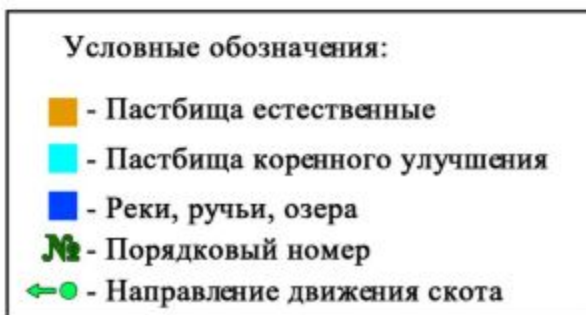 Условные обозначения:
- Пастбища естественные
- Пастбища коренного улучшения
- Реки, ручьи, озера
№ - Порядковый номер
- Направление движения скота